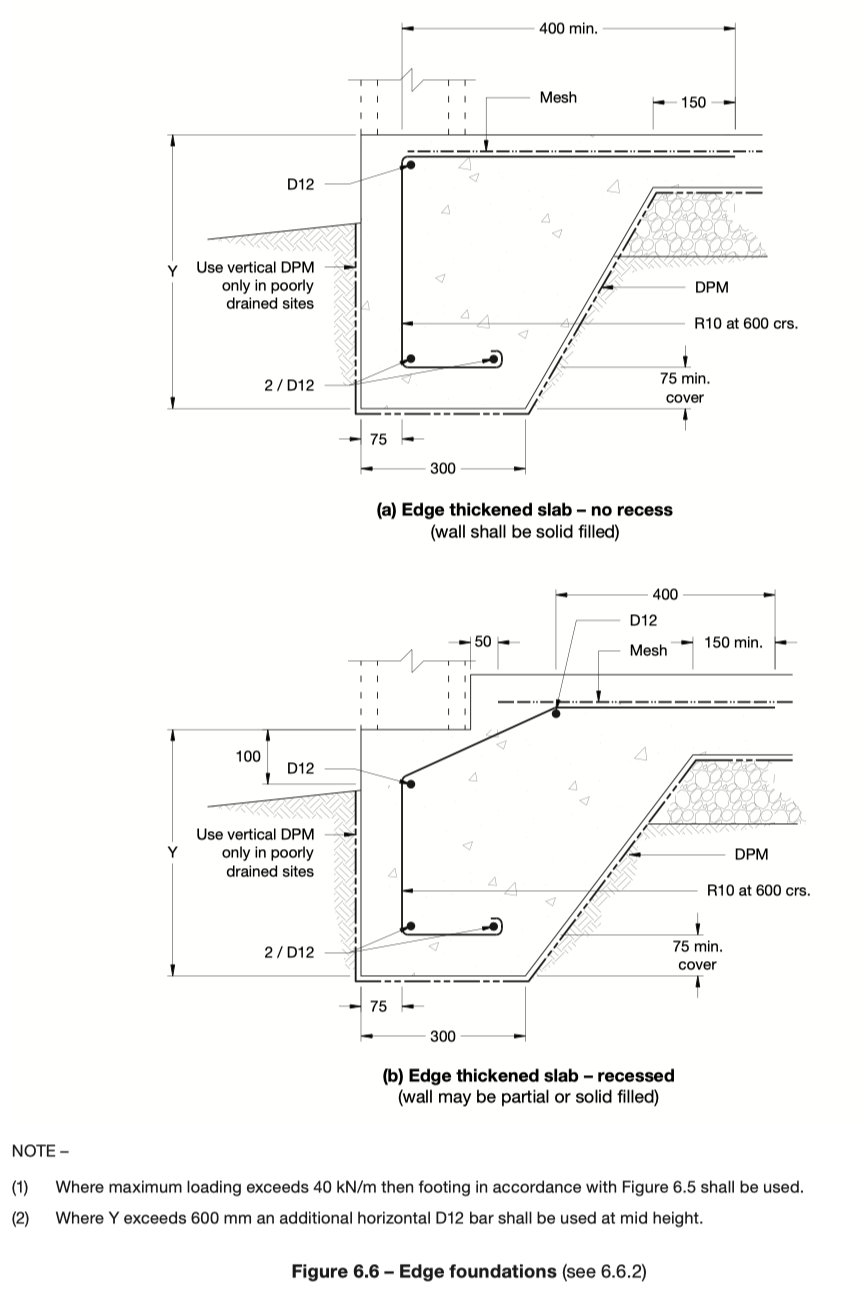 400 min.
Mesh
150
D12
Y
Use vertical DPM
only in poorly
drained sites
DPM
R10 at 600 crs.
2 / D12
75 min.
cover
75
300
(a) Edge thickened slab – no recess
(wall shall be solid filled)
400
D12
50
Mesh
150 min.
100
D12
Use vertical DPM
only in poorly
drained sites
Y
DPM
R10 at 600 crs.
2 / D12
75 min.
cover
75
300
(b) Edge thickened slab – recessed
(wall may be partial or solid filled)
NOTE –
(1) Where maximum loading exceeds 40 kN/m then footing in accordance with Figure 6.5 shall be used.
(2) Where Y exceeds 600 mm an additional horizontal D12 bar shall be used at mid height.
Figure 6.6 – Edge foundations (see 6.6.2)